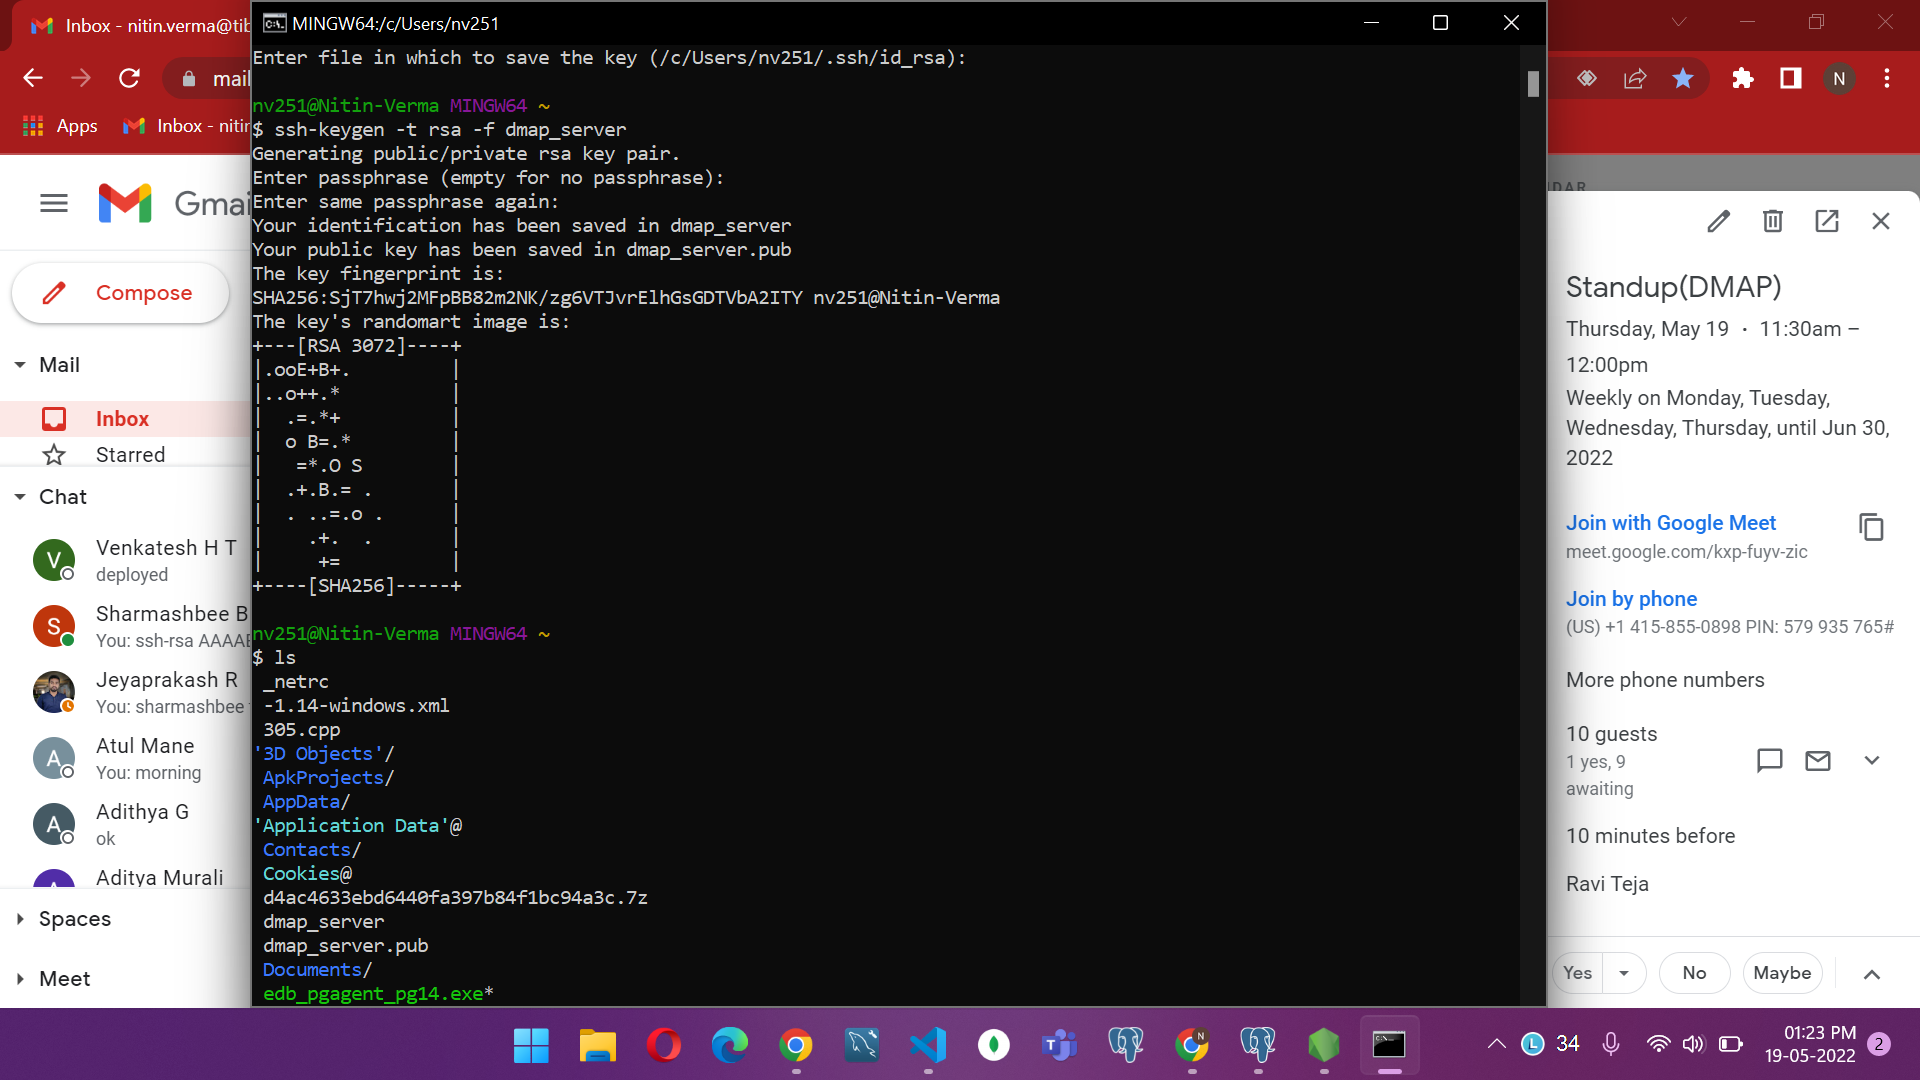 Inbox - nitin.verma@tib
mail
Apps
Inbox - nitin
Gmai
Compose
Mail
Inbox
Starred
Chat
V
Venkatesh H T
deployed
S
Sharmashbee B
You: ssh-rsa AAAAB
Jeyaprakash R
You: sharmashbee
A
Atul Mane
You: morning
A
Adithya G
ok
Aditya Murali
Spaces
Meet
MINGW64:/c/Users/nv251
Enter file in which to save the key (/c/Users/nv251/.ssh/id_rsa):
nv251@Nitin-Verma MINGW64 ~
$ ssh-keygen -t rsa -f dmap_server
Generating public/private rsa key pair.
Enter passphrase (empty for no passphrase):
Enter same passphrase again:
Your identification has been saved in dmap_server
Your public key has been saved in dmap_server.pub
The key fingerprint is:
SHA256:SjT7hwj2MFpBB82m2NK/zg6VTJvrElhGsGDTVbA2ITY nv251@Nitin-Verma
The key's randomart image is:
+---[RSA 3072]----+
|.ooE+B+.         |
|..o++.*          |
|  .=.*+          |
|  o B=.*         |
|   =*.O S        |
|  .+.B.= .       |
|  . ..=.o .      |
|    .+.  .       |
|     +=          |
+----[SHA256]-----+
nv251@Nitin-Verma MINGW64 ~
$ ls
_netrc
-1.14-windows.xml
305.cpp
'3D Objects'/
ApkProjects/
AppData/
'Application Data'@
Contacts/
Cookies@
d4ac4633ebd6440fa397b84f1bc94a3c.7z
dmap_server
dmap_server.pub
Documents/
edb_pgagent_pg14.exe*
N
NDAR
Standup(DMAP)
Thursday, May 19 · 11:30am –
12:00pm
Weekly on Monday, Tuesday,
Wednesday, Thursday, until Jun 30,
2022
Join with Google Meet
meet.google.com/kxp-fuyv-zic
Join by phone
(US) +1 415-855-0898 PIN: 579 935 765#
More phone numbers
10 guests
1 yes, 9
awaiting
10 minutes before
Ravi Teja
Yes
No
Maybe
L
34
01:23 PM
19-05-2022
2